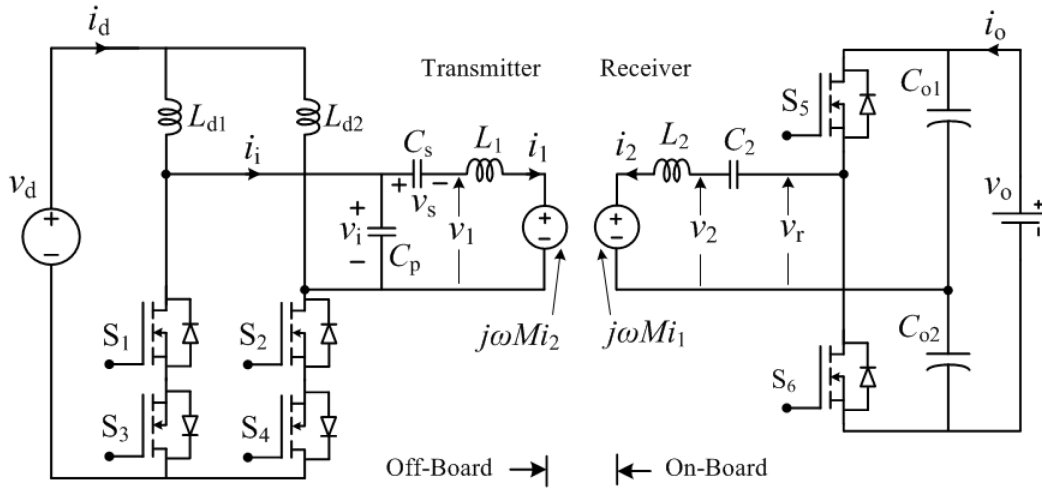 i_d
i_o
Transmitter Receiver
L_d1
L_d2
S_5
C_o1
i_i
C_s
L_1
i_1
i_2
L_2
C_2
v_d
+
-
+ -
v_s
+
v_i
-
C_p
v_1
+
-
+
-
v_2
v_r
v_o
+
-
jωMi_2
jωMi_1
C_o2
S_1
S_2
S_6
S_3
S_4
Off-Board
On-Board